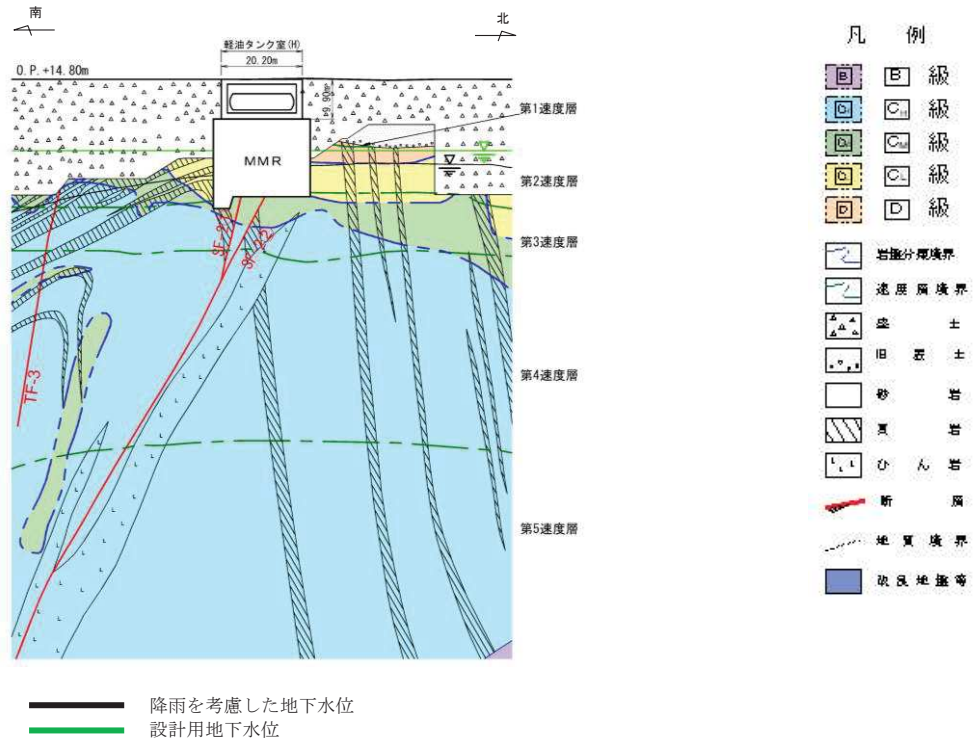 南
北
軽油タンク室(H)
20.20m
O.P.+14.80m
9.90m
第1速度層
MMR
第2速度層
SF-2
第3速度層
TF-3
第4速度層
第5速度層
凡 例
B B 級
CH 級
CM 級
CL 級
D D 級
岩盤分類境界
速度層境界
盛 土
旧 表 土
砂 岩
頁 岩
ひ ん 岩
断 層
地 質 境 界
改 良 地 盤 等
降雨を考慮した地下水位
設計用地下水位